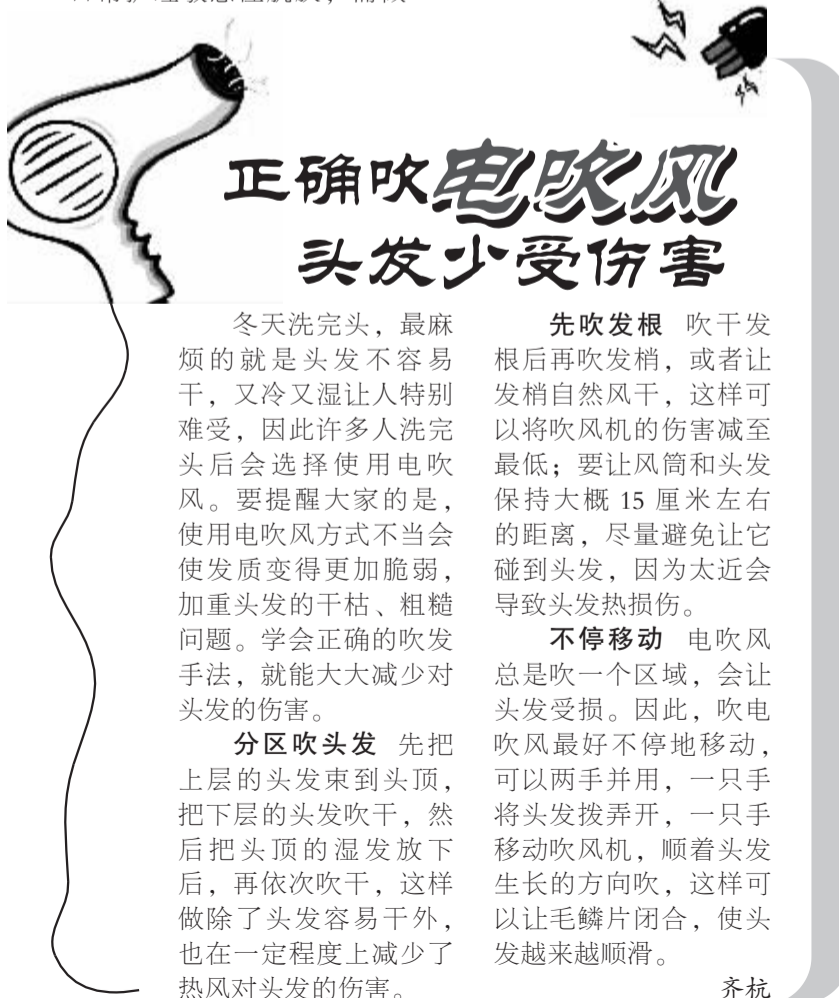 正确吹电吹风
头发少受伤害
冬天洗完头，最麻
烦的就是头发不容易
干，又冷又湿让人特别
难受，因此许多人洗完
头后会选择使用电吹
风。要提醒大家的是，
使用电吹风方式不当会
使发质变得更加脆弱，
加重头发的干枯、粗糙
问题。学会正确的吹发
手法，就能大大减少对
头发的伤害。
分区吹头发 先把
上层的头发束到头顶，
把下层的头发吹干，然
后把头顶的湿发放下
后，再依次吹干，这样
做除了头发容易干外，
也在一定程度上减少了
热风对头发的伤害。
先吹发根 吹干发
根后再吹发梢，或者让
发梢自然风干，这样可
以将吹风机的伤害减至
最低；要让风筒和头发
保持大概 15 厘米左右
的距离，尽量避免让它
碰到头发，因为太近会
导致头发热损伤。
不停移动 电吹风
总是吹一个区域，会让
头发受损。因此，吹电
吹风最好不停地移动，
可以两手并用，一只手
将头发拨弄开，一只手
移动吹风机，顺着头发
生长的方向吹，这样可
以让毛鳞片闭合，使头
发越来越顺滑。
齐杭